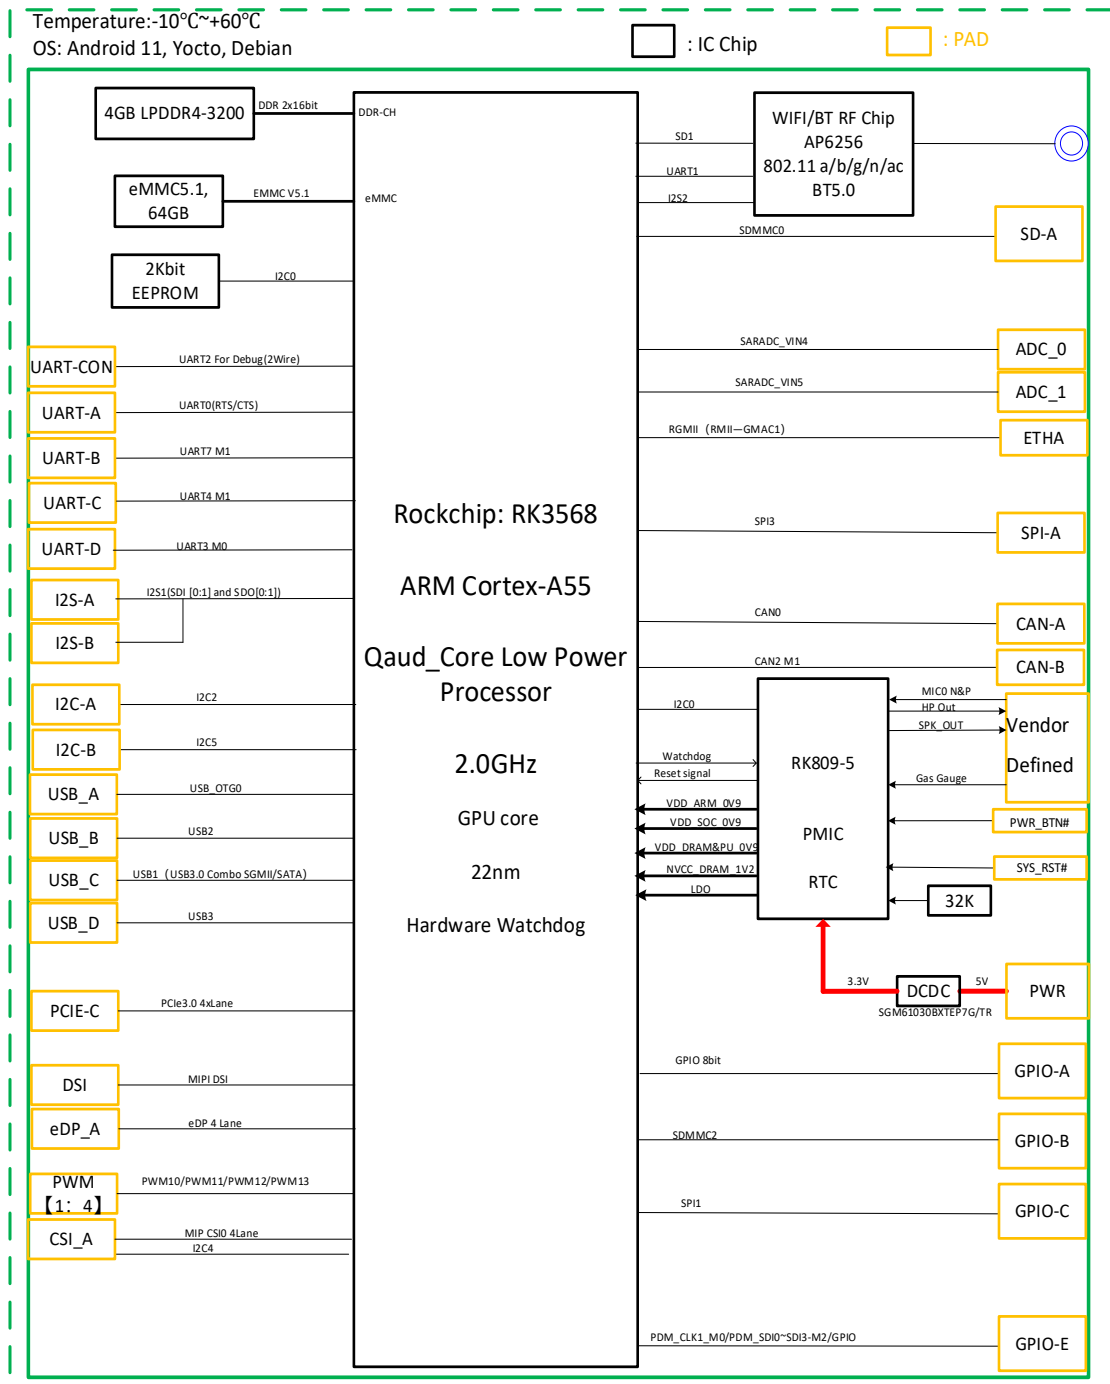 Temperature:-10℃~+60℃
OS: Android 11, Yocto, Debian
: IC Chip
: PAD
4GB LPDDR4-3200
DDR 2x16bit
DDR-CH
eMMC5.1,
64GB
EMMC V5.1
eMMC
2Kbit
EEPROM
I2C0
UART-CON
UART2 For Debug(2Wire)
UART-A
UART0(RTS/CTS)
UART-B
UART7 M1
UART-C
UART4 M1
UART-D
UART3 M0
I2S-A
I2S1(SDI [0:1] and SDO[0:1])
I2S-B
I2C-A
I2C2
I2C-B
I2C5
USB_A
USB_OTG0
USB_B
USB2
USB_C
USB1（USB3.0 Combo SGMII/SATA)
USB_D
USB3
PCIE-C
PCIe3.0 4xLane
DSI
MIPI DSI
eDP_A
eDP 4 Lane
PWM
【1：4】
PWM10/PWM11/PWM12/PWM13
CSI_A
MIP CSI0 4Lane
I2C4
Rockchip: RK3568
ARM Cortex-A55
Qaud_Core Low Power
Processor
2.0GHz
GPU core
22nm
Hardware Watchdog
SD1
UART1
I2S2
WIFI/BT RF Chip
AP6256
802.11 a/b/g/n/ac
BT5.0
SDMMC0
SD-A
SARADC_VIN4
ADC_0
SARADC_VIN5
ADC_1
RGMII（RMII—GMAC1）
ETHA
SPI3
SPI-A
CAN0
CAN-A
CAN2 M1
CAN-B
I2C0
Watchdog
Reset signal
VDD_ARM_0V9
VDD_SOC_0V9
VDD_DRAM&PU_0V9
NVCC_DRAM_1V2
LDO
RK809-5
PMIC
RTC
MIC0 N&P
HP Out
SPK_OUT
Gas Gauge
Vendor
Defined
PWR_BTN#
SYS_RST#
32K
3.3V
DCDC
5V
PWR
SGM61030BXTEP7G/TR
GPIO 8bit
GPIO-A
SDMMC2
GPIO-B
SPI1
GPIO-C
PDM_CLK1_M0/PDM_SDI0~SDI3-M2/GPIO
GPIO-E